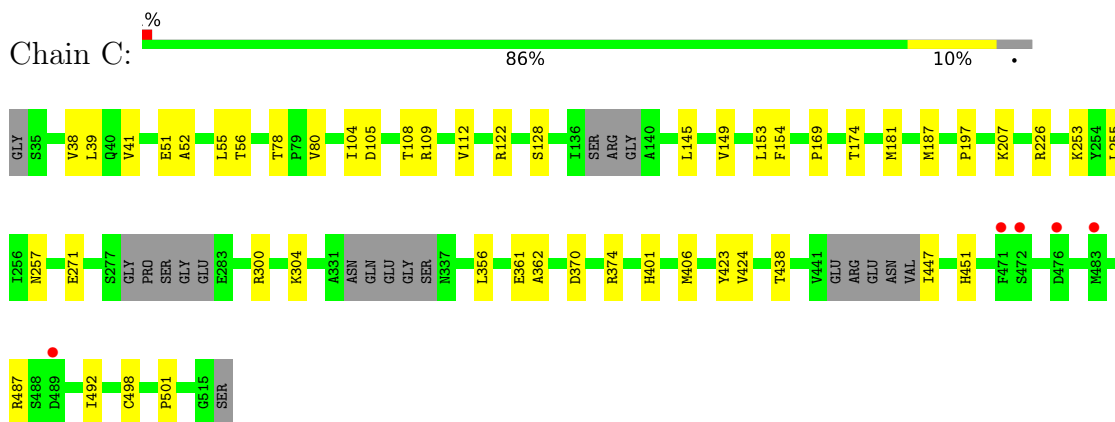 .%
Chain C:
86% 10% •
GLY S35 V38 L39 Q40 V41 E51 A52 L55 T56 T78 P79 V80 I104 D105 T108 R109 V112 R122 S128 I136 SER ARG GLY A140 L145 V149 L153 F154 P169 T174 M181 M187 P197 K207 R226 K253 Y254 L255
I256 N257 E271 S277 GLY PRO SER GLY GLU E283 R300 K304 A331 ASN GLN GLU GLY SER N337 L356 E361 A362 D370 R374 H401 M406 Y423 V424 T438 V441 GLU ARG GLU ASN VAL I447 H451 F471 S472 D476 M483
R487 S488 D489 I492 C498 P501 G515 SER